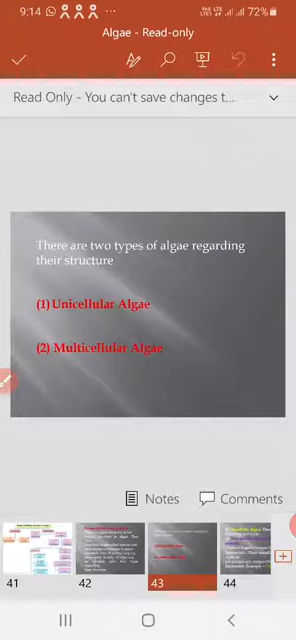 9:14 72%
Algae - Read-only
Read Only - You can't save changes t...
There are two types of algae regarding
their structure
(1) Unicellular Algae
(2) Multicellular Algae
Notes Comments
41 42 43 44